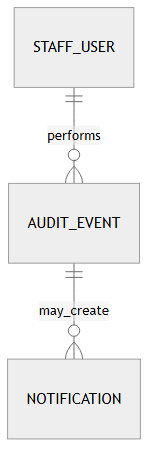 STAFF_USER
performs
AUDIT_EVENT
may_create
NOTIFICATION